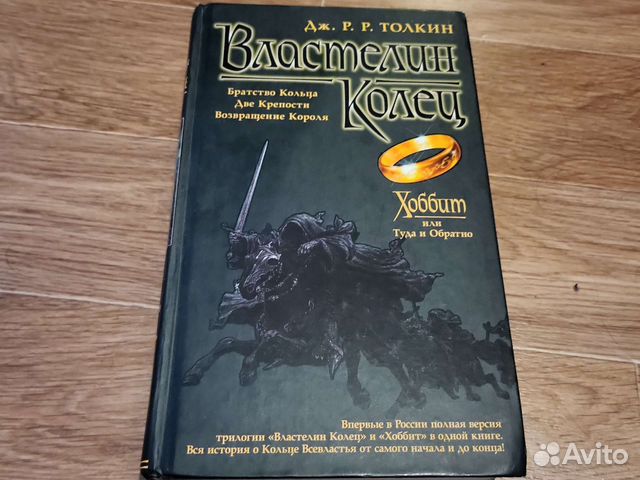 Дж. Р. Р. ТОЛКИН
Властелин
Колец
Братство Кольца
Две Крепости
Возвращение Короля
Хоббит
или
Туда и Обратно
Впервые в России полная версия
трилогии «Властелин Колец» и «Хоббит» в одной книге.
Вся история о Кольце Всевластья от самого начала и до конца!
Avito